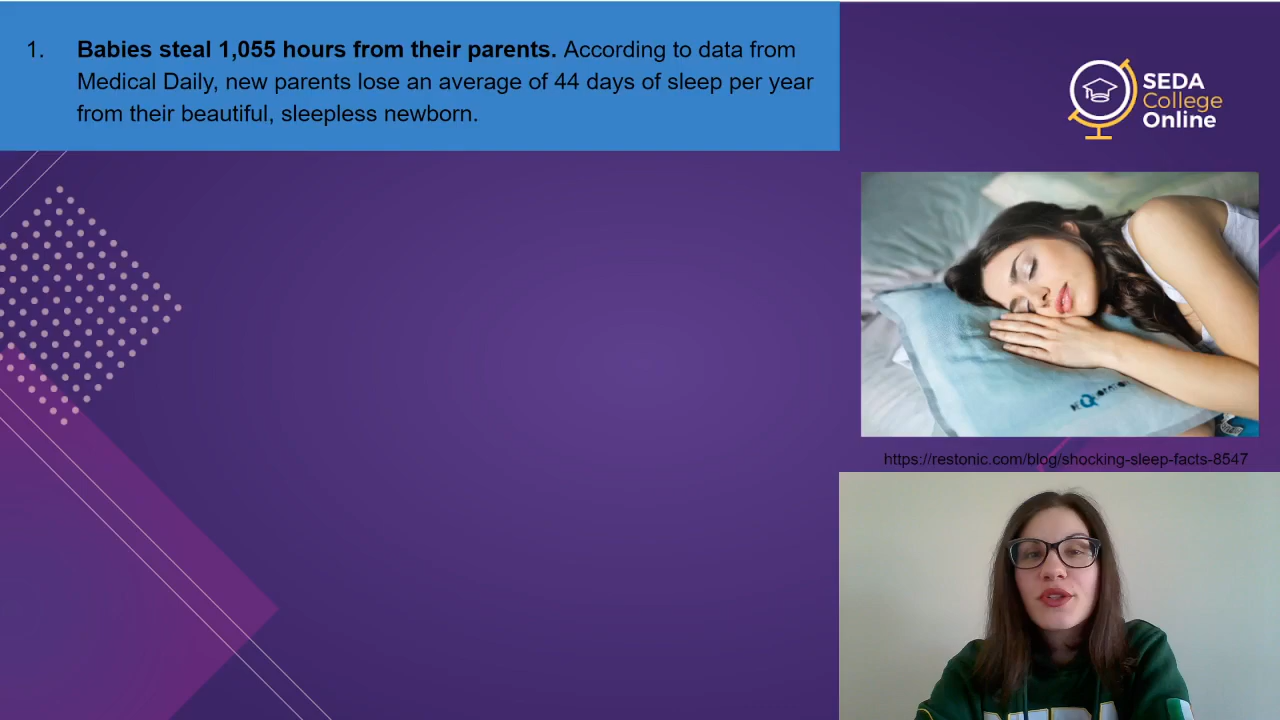 1. Babies steal 1,055 hours from their parents. According to data from
Medical Daily, new parents lose an average of 44 days of sleep per year
from their beautiful, sleepless newborn.
SEDA
College
Online
https://restonic.com/blog/shocking-sleep-facts-8547